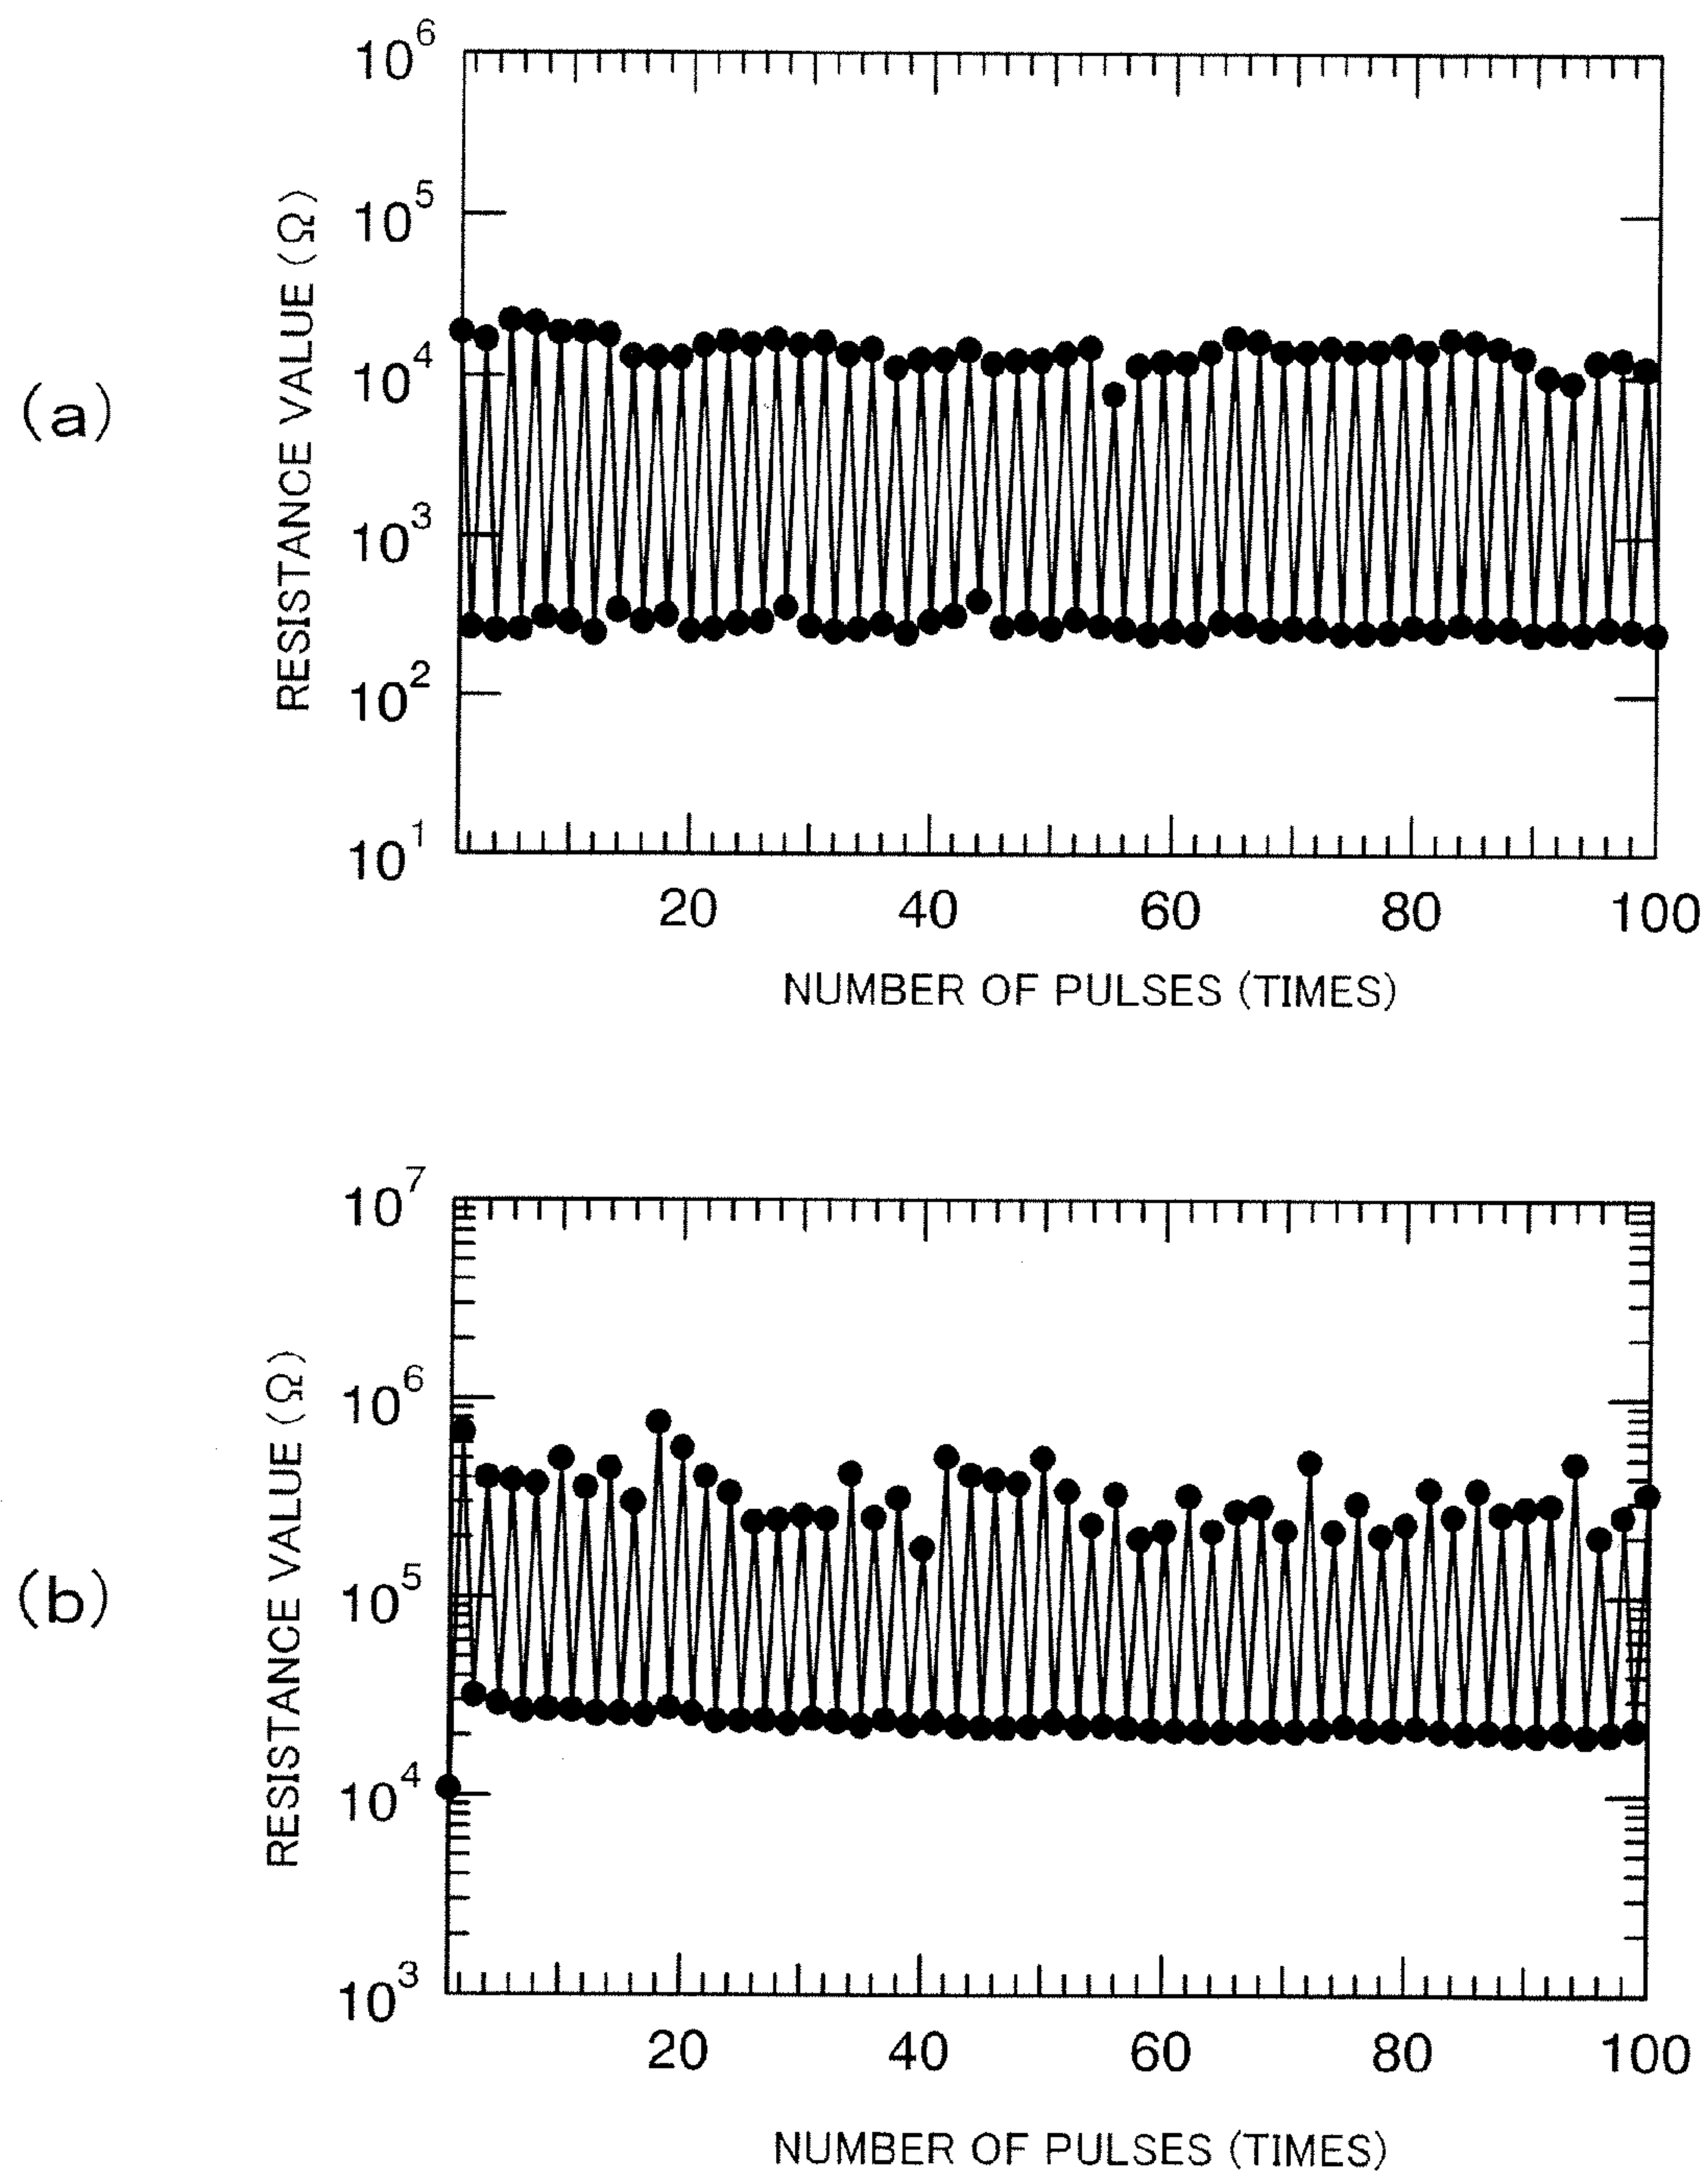 (a)
RESISTANCE VALUE (Ω)
10^6
10^5
10^4
10^3
10^2
10^1
20 40 60 80 100
NUMBER OF PULSES (TIMES)
(b)
RESISTANCE VALUE (Ω)
10^7
10^6
10^5
10^4
10^3
20 40 60 80 100
NUMBER OF PULSES (TIMES)